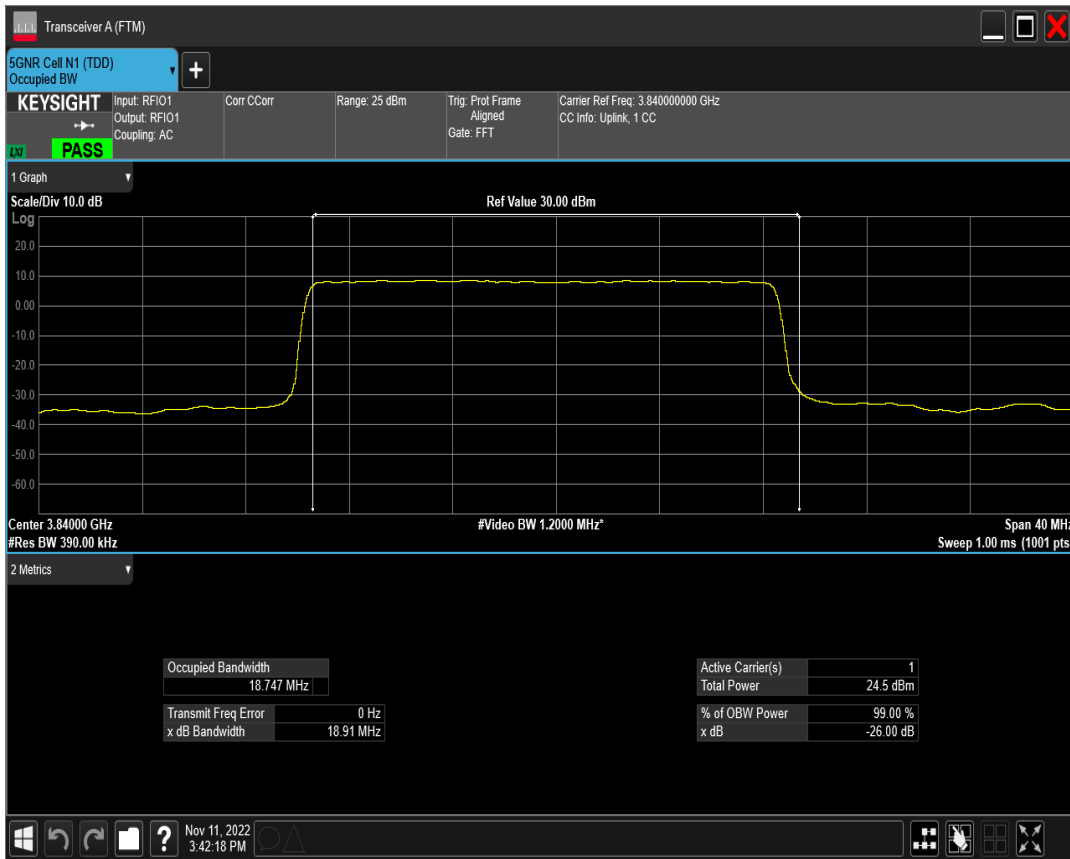 Transceiver A (FTM)
5GNR Cell N1 (TDD)
Occupied BW
+
KEYSIGHT
LXI
PASS
Input: RFIO1
Output: RFIO1
Coupling: AC
Corr CCorr
Range: 25 dBm
Trig: Prot Frame
Aligned
Gate: FFT
Carrier Ref Freq: 3.840000000 GHz
CC Info: Uplink, 1 CC
1 Graph
Scale/Div 10.0 dB
Ref Value 30.00 dBm
Log
20.0
10.0
0.00
-10.0
-20.0
-30.0
-40.0
-50.0
-60.0
Center 3.84000 GHz
#Video BW 1.2000 MHz*
Span 40 MHz
#Res BW 390.00 kHz
Sweep 1.00 ms (1001 pts
2 Metrics
Occupied Bandwidth
18.747 MHz
Transmit Freq Error 0 Hz
x dB Bandwidth 18.91 MHz
Active Carrier(s) 1
Total Power 24.5 dBm
% of OBW Power 99.00 %
x dB -26.00 dB
?
Nov 11, 2022
3:42:18 PM